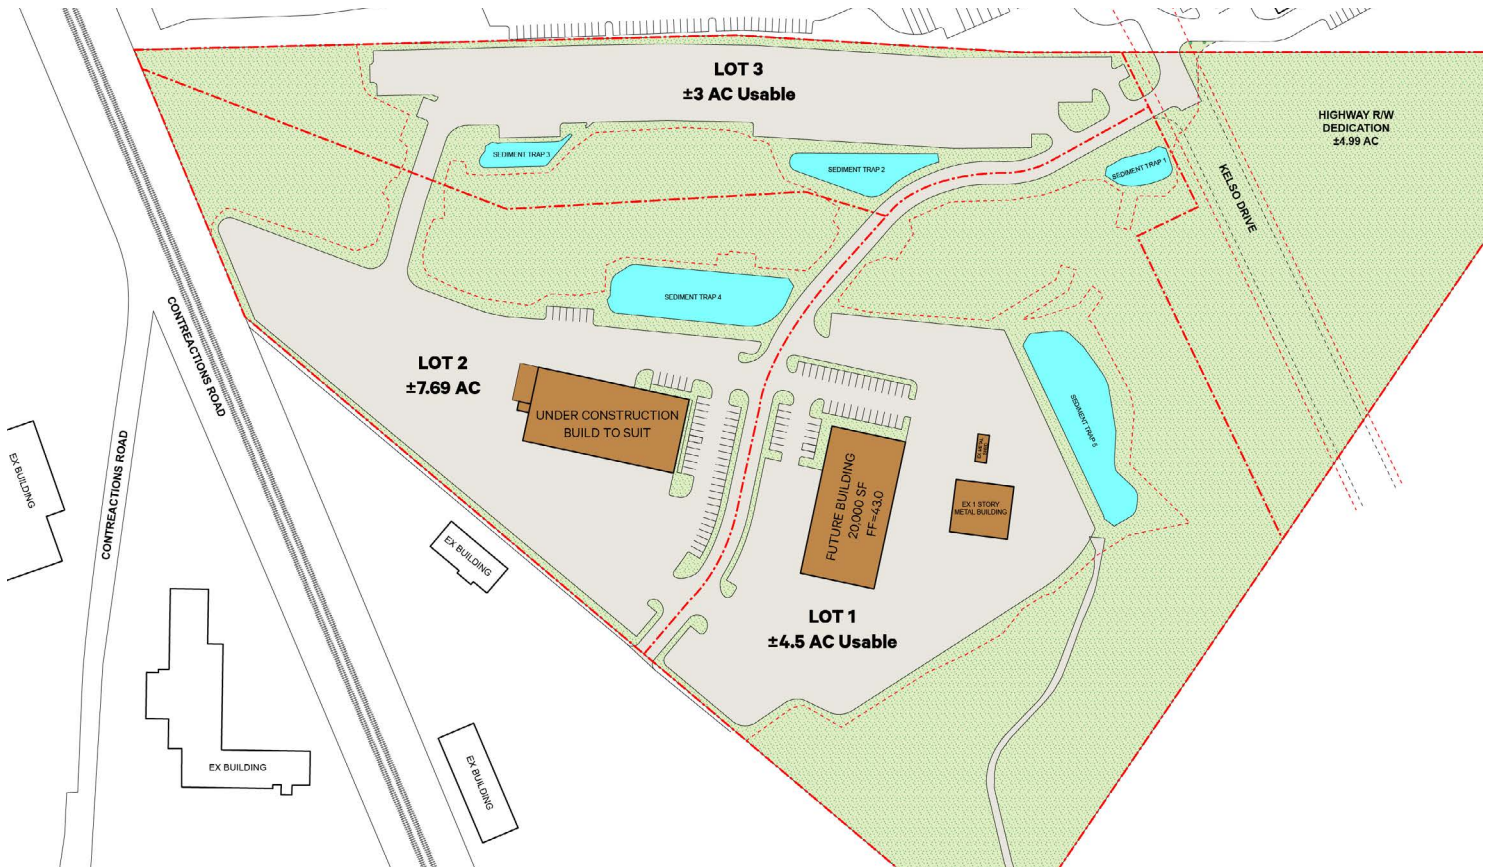 LOT 3
±3 AC Usable
HIGHWAY R/W
DEDICATION
±4.99 AC
SEDIMENT TRAP 3
SEDIMENT TRAP 2
SEDIMENT TRAP 1
KELSO DRIVE
SEDIMENT TRAP 4
CONTREACTIONS ROAD
LOT 2
±7.69 AC
UNDER CONSTRUCTION
BUILD TO SUIT
SEDIMENT TRAP 5
EX BUILDING
CONTREACTIONS ROAD
FUTURE BUILDING
20,000 SF
FF=43.0
EX 1 STORY
METAL BUILDING
EX BUILDING
LOT 1
±4.5 AC Usable
EX BUILDING
EX BUILDING